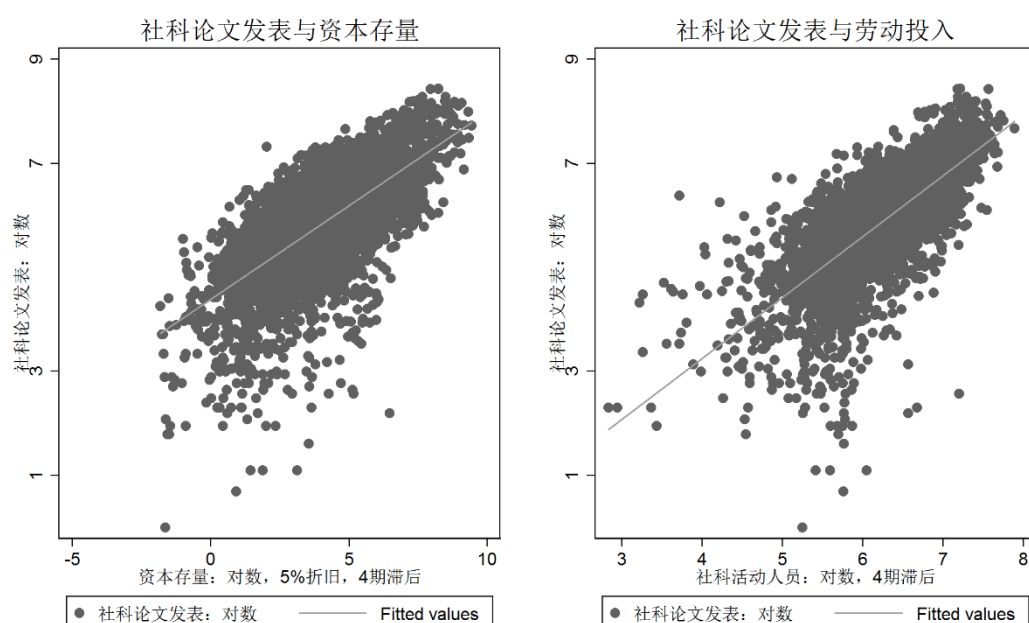 社科论文发表与资本存量
9
7
3
1
社科论文发表：对数
-5 0 5 10
资本存量：对数，5%折旧，4期滞后
社科论文发表：对数 Fitted values
社科论文发表与劳动投入
9
7
3
1
社科论文发表：对数
3 4 5 6 7 8
社科活动人员：对数，4期滞后
社科论文发表：对数 Fitted values